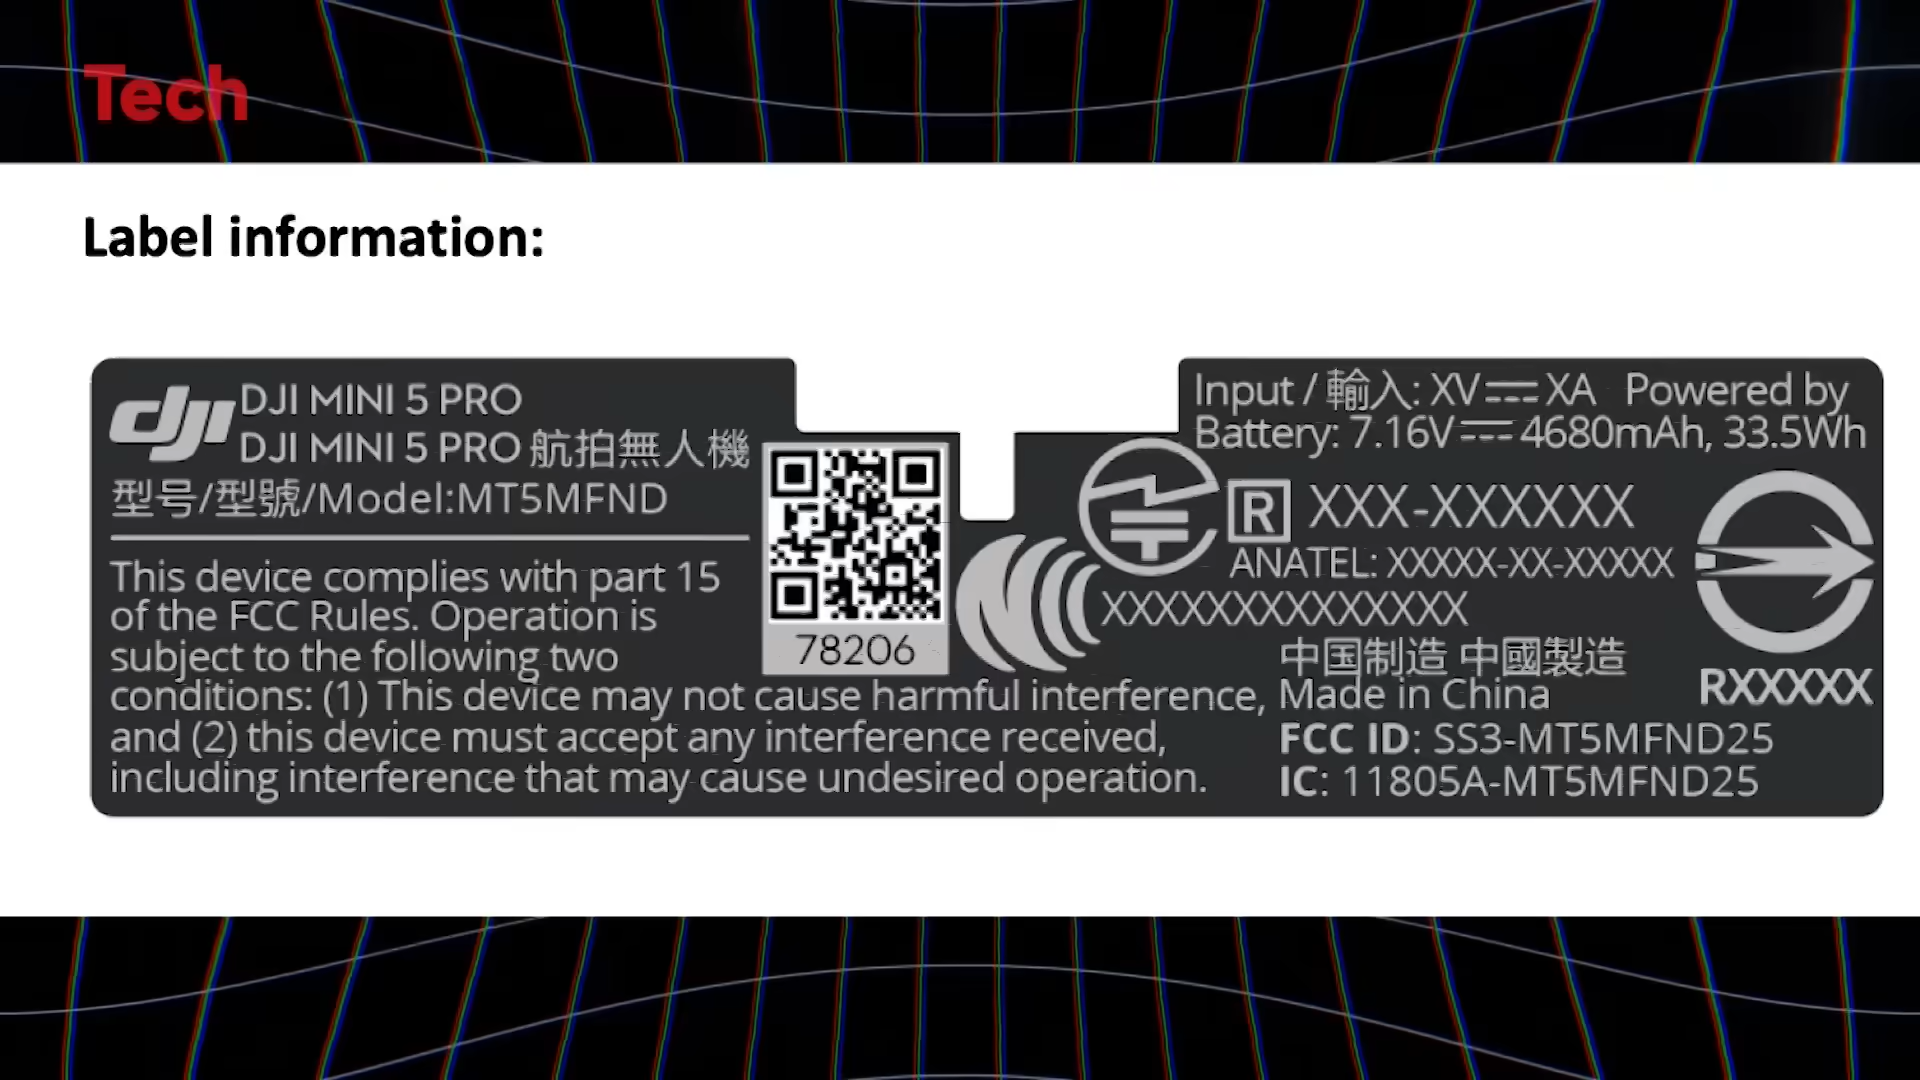 Tech
Label information:
dji
DJI MINI 5 PRO
DJI MINI 5 PRO 航拍無人機
型号/型號/Model:MT5MFND
This device complies with part 15
of the FCC Rules. Operation is
subject to the following two
conditions: (1) This device may not cause harmful interference,
and (2) this device must accept any interference received,
including interference that may cause undesired operation.
78206
Input / 輸入: XV⎓XA Powered by
Battery: 7.16V⎓4680mAh, 33.5Wh
R XXX-XXXXXX
ANATEL: XXXXX-XX-XXXXX
XXXXXXXXXXXXXX
中国制造 中國製造
Made in China
RXXXXX
FCC ID: SS3-MT5MFND25
IC: 11805A-MT5MFND25